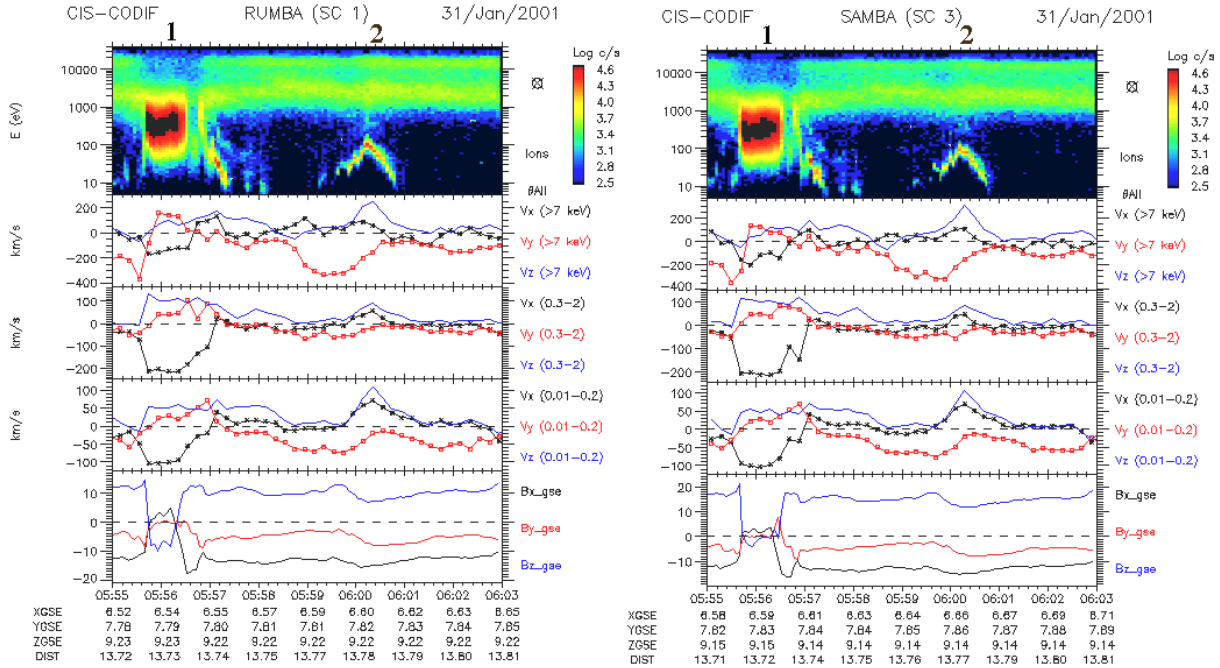 CIS-CODIF RUMBA (SC 1) 31/Jan/2001
1 2
Log c/s
4.6
4.3
4.0
3.7
3.4
3.1
2.8
2.5
Ions
θAll
E (eV)
10000
1000
100
10
km/s
200
0
-200
-400
Vx (>7 keV)
Vy (>7 keV)
Vz (>7 keV)
km/s
100
0
-100
-200
Vx (0.3-2)
Vy (0.3-2)
Vz (0.3-2)
km/s
100
50
0
-50
-100
Vx (0.01-0.2)
Vy (0.01-0.2)
Vz (0.01-0.2)
10
0
-10
-20
Bx_gse
By_gse
Bz_gse
05:55 05:56 05:57 05:58 05:59 06:00 06:01 06:02 06:03
XGSE 6.52 6.54 6.55 6.57 6.59 6.60 6.62 6.63 6.65
YGSE 7.78 7.79 7.80 7.81 7.81 7.82 7.83 7.84 7.85
ZGSE 9.23 9.23 9.22 9.22 9.22 9.22 9.22 9.22 9.22
DIST 13.72 13.73 13.74 13.75 13.77 13.78 13.79 13.80 13.81
CIS-CODIF SAMBA (SC 3) 31/Jan/2001
1 2
Log c/s
4.6
4.3
4.0
3.7
3.4
3.1
2.8
2.5
Ions
θAll
10000
1000
100
10
200
0
-200
-400
Vx (>7 keV)
Vy (>7 keV)
Vz (>7 keV)
100
0
-100
-200
Vx (0.3-2)
Vy (0.3-2)
Vz (0.3-2)
100
50
0
-50
-100
Vx (0.01-0.2)
Vy (0.01-0.2)
Vz (0.01-0.2)
20
10
0
-10
Bx_gse
By_gse
Bz_gse
05:55 05:56 05:57 05:58 05:59 06:00 06:01 06:02 06:03
XGSE 6.58 6.59 6.61 6.63 6.64 6.66 6.67 6.69 6.71
YGSE 7.82 7.83 7.84 7.84 7.85 7.86 7.87 7.88 7.89
ZGSE 9.15 9.15 9.14 9.14 9.14 9.14 9.14 9.14 9.14
DIST 13.71 13.72 13.74 13.75 13.76 13.77 13.79 13.80 13.81